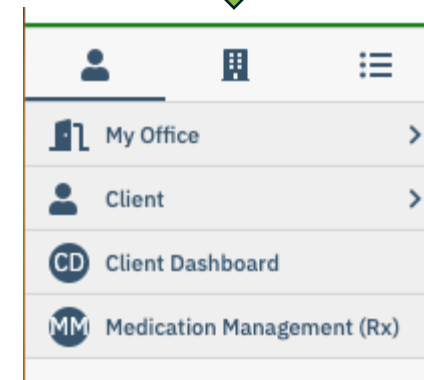 My Office
Client
CD Client Dashboard
MM Medication Management (Rx)